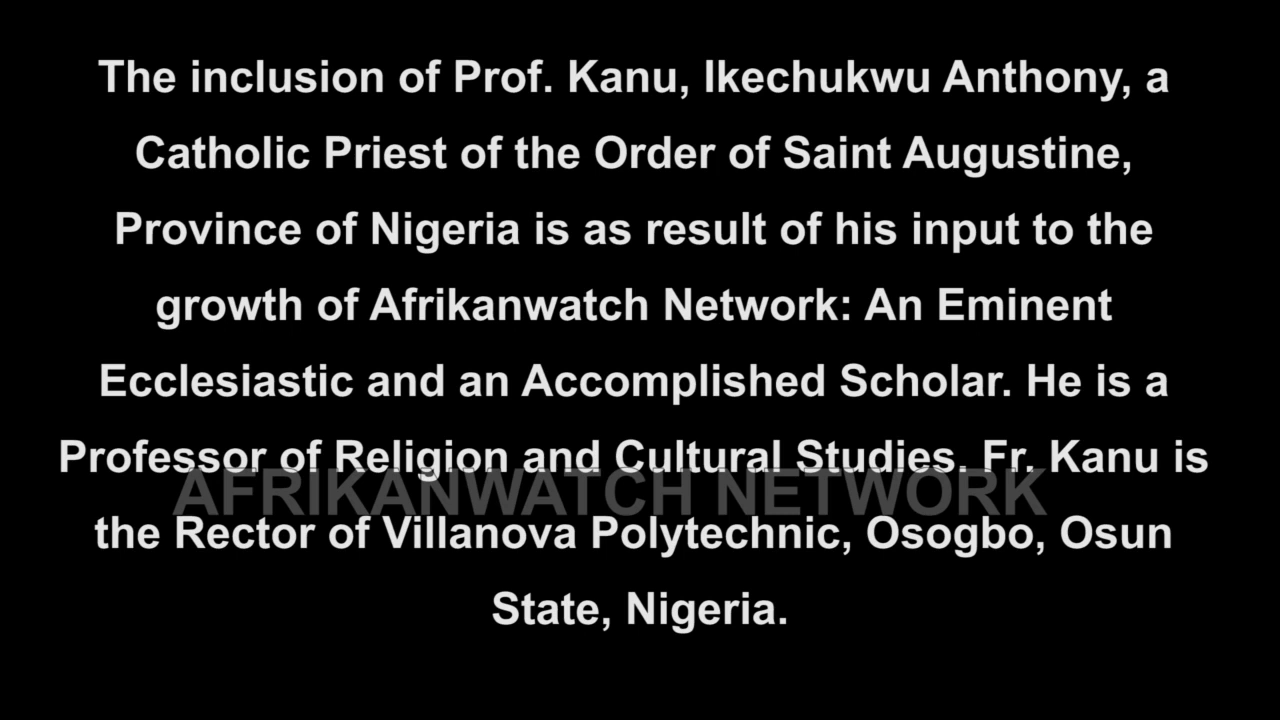 The inclusion of Prof. Kanu, Ikechukwu Anthony, a
Catholic Priest of the Order of Saint Augustine,
Province of Nigeria is as result of his input to the
growth of Afrikanwatch Network: An Eminent
Ecclesiastic and an Accomplished Scholar. He is a
Professor of Religion and Cultural Studies. Fr. Kanu is
AFRIKANWATCH NETWORK
the Rector of Villanova Polytechnic, Osogbo, Osun
State, Nigeria.